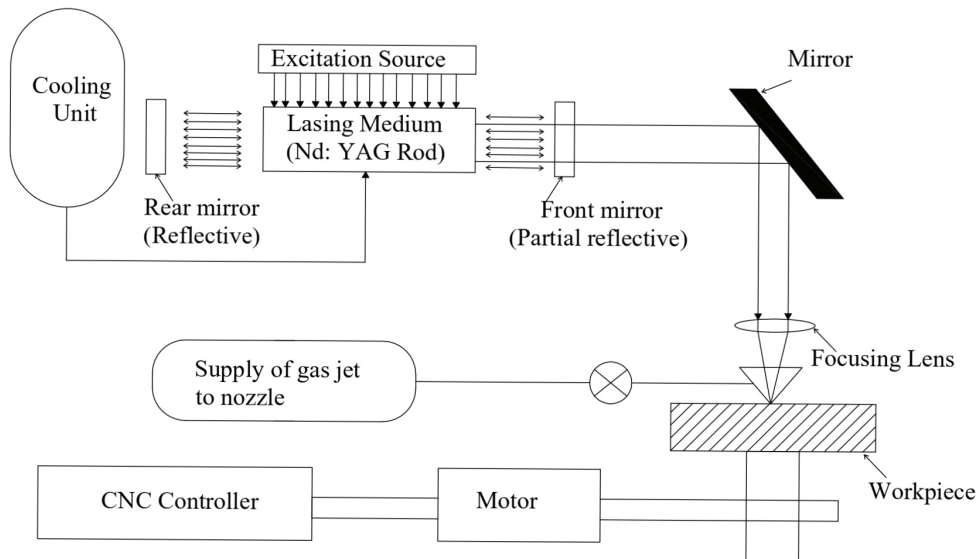 Excitation Source
Mirror
Cooling
Unit
Lasing Medium
(Nd: YAG Rod)
Rear mirror
(Reflective)
Front mirror
(Partial reflective)
Focusing Lens
Supply of gas jet
to nozzle
Workpiece
CNC Controller
Motor